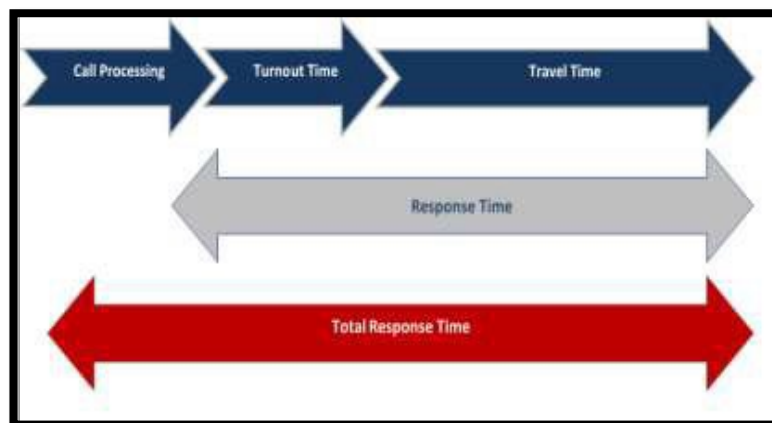 Call Processing Turnout Time Travel Time
Response Time
Total Response Time